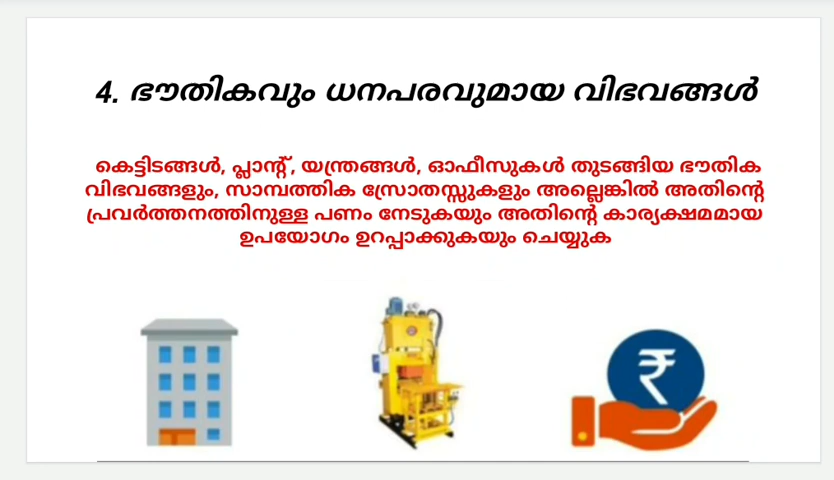 4. ഭൗതികവും ധനപരവുമായ വിഭവങ്ങൾ
കെട്ടിടങ്ങൾ, പ്ലാന്റ്, യന്ത്രങ്ങൾ, ഓഫീസുകൾ തുടങ്ങിയ ഭൗതിക
വിഭവങ്ങളും, സാമ്പത്തിക സ്രോതസ്സുകളും അല്ലെങ്കിൽ അതിന്റെ
പ്രവർത്തനത്തിനുള്ള പണം നേടുകയും അതിന്റെ കാര്യക്ഷമമായ
ഉപയോഗം ഉറപ്പാക്കുകയും ചെയ്യുക
₹